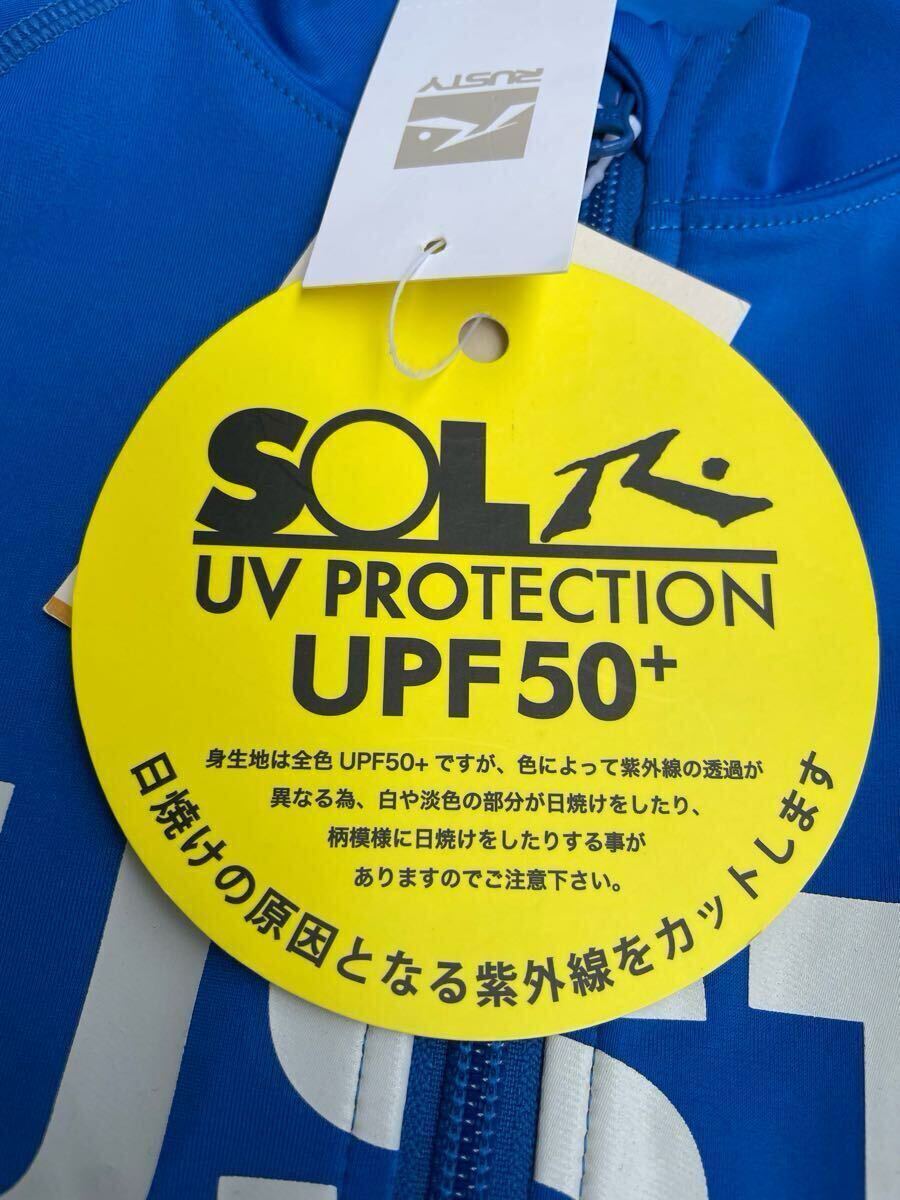 RUSTY
SOL
UV PROTECTION
UPF50+
身生地は全色 UPF50+ ですが、色によって紫外線の透過が
異なる為、白や淡色の部分が日焼けをしたり、
柄模様に日焼けをしたりする事が
ありますのでご注意下さい。
日焼けの原因となる紫外線をカットします